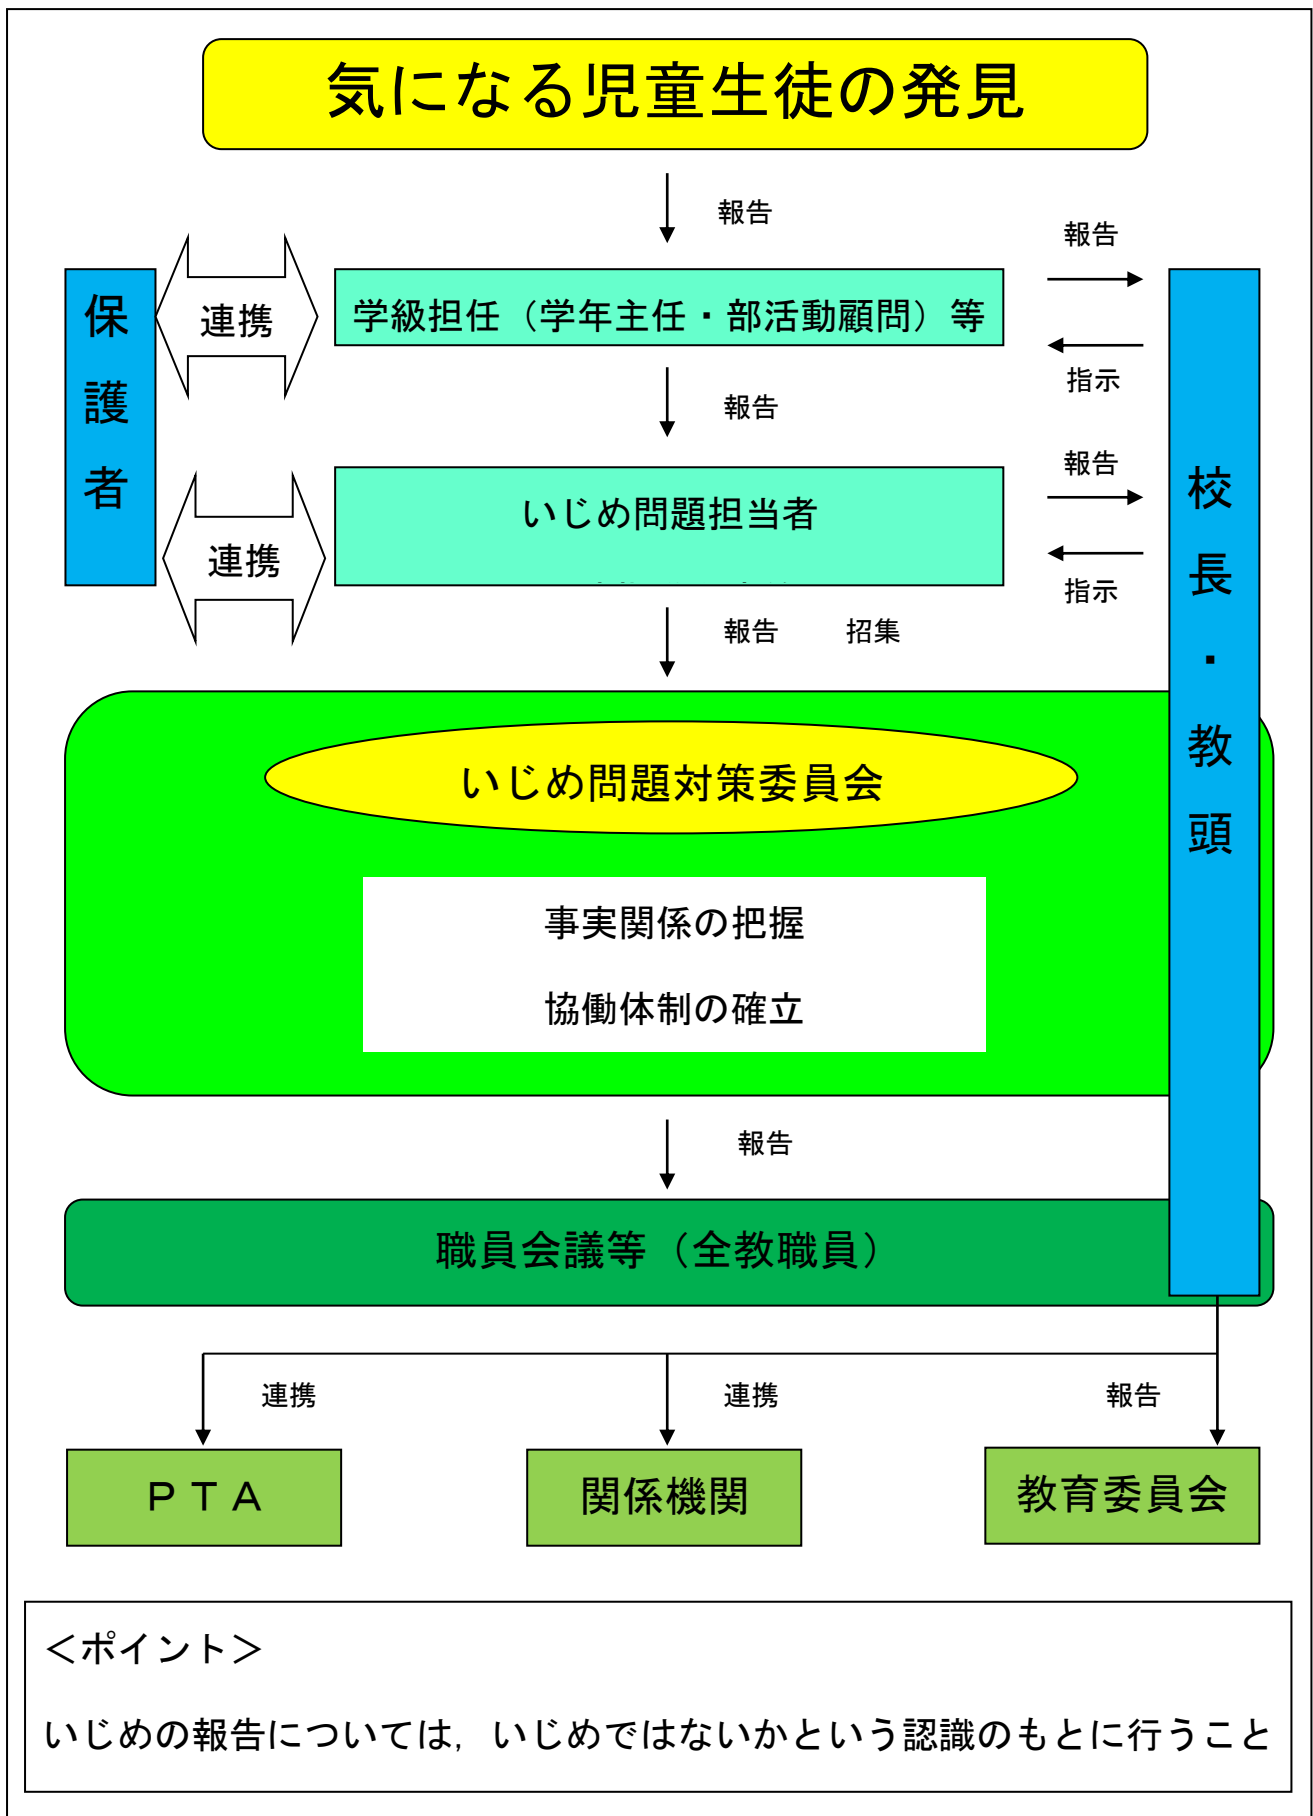 気になる児童生徒の発見
報告
報告
保護者
連携
学級担任（学年主任・部活動顧問）等
指示
報告
報告
いじめ問題担当者
連携
指示
校長・教頭
報告　招集
いじめ問題対策委員会
事実関係の把握
協働体制の確立
報告
職員会議等（全教職員）
連携
連携
報告
ＰＴＡ
関係機関
教育委員会
＜ポイント＞
いじめの報告については，いじめではないかという認識のもとに行うこと